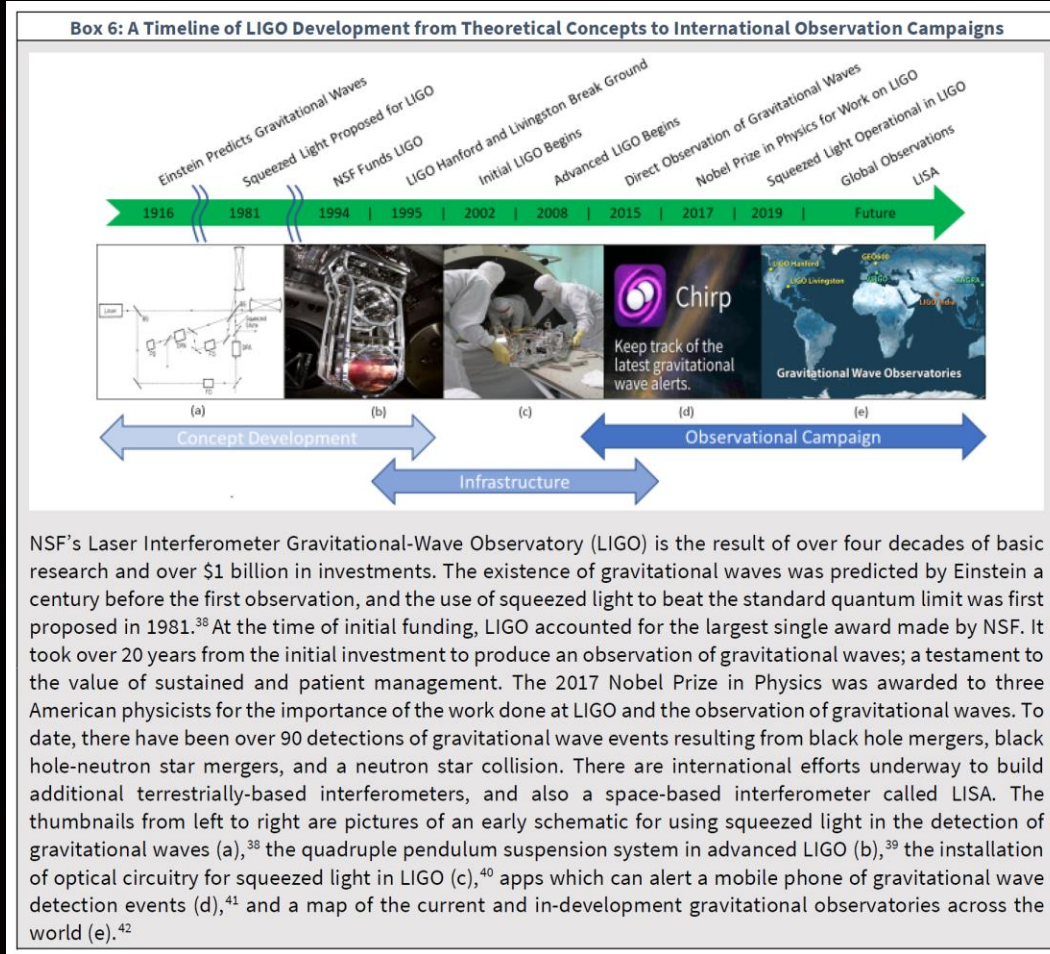 Box 6: A Timeline of LIGO Development from Theoretical Concepts to International Observation Campaigns
Einstein Predicts Gravitational Waves
Squeezed Light Proposed for LIGO
NSF Funds LIGO
LIGO Hanford and Livingston Break Ground
Initial LIGO Begins
Advanced LIGO Begins
Direct Observation of Gravitational Waves
Nobel Prize in Physics for Work on LIGO
Squeezed Light Operational in LIGO
Global Observations
LISA
1916 1981 1994 | 1995 | 2002 | 2008 | 2015 | 2017 | 2019 | Future
Laser
Squeezed
State
DPA
Chirp
Keep track of the
latest gravitational
wave alerts.
LIGO Hanford
LIGO Livingston
GEO600
VIRGO
KAGRA
LIGO India
Gravitational Wave Observatories
(a) (b) (c) (d) (e)
Concept Development
Observational Campaign
Infrastructure
NSF’s Laser Interferometer Gravitational-Wave Observatory (LIGO) is the result of over four decades of basic
research and over $1 billion in investments. The existence of gravitational waves was predicted by Einstein a
century before the first observation, and the use of squeezed light to beat the standard quantum limit was first
proposed in 1981.³⁸ At the time of initial funding, LIGO accounted for the largest single award made by NSF. It
took over 20 years from the initial investment to produce an observation of gravitational waves; a testament to
the value of sustained and patient management. The 2017 Nobel Prize in Physics was awarded to three
American physicists for the importance of the work done at LIGO and the observation of gravitational waves. To
date, there have been over 90 detections of gravitational wave events resulting from black hole mergers, black
hole-neutron star mergers, and a neutron star collision. There are international efforts underway to build
additional terrestrially-based interferometers, and also a space-based interferometer called LISA. The
thumbnails from left to right are pictures of an early schematic for using squeezed light in the detection of
gravitational waves (a),³⁸ the quadruple pendulum suspension system in advanced LIGO (b),³⁹ the installation
of optical circuitry for squeezed light in LIGO (c),⁴⁰ apps which can alert a mobile phone of gravitational wave
detection events (d),⁴¹ and a map of the current and in-development gravitational observatories across the
world (e).⁴²